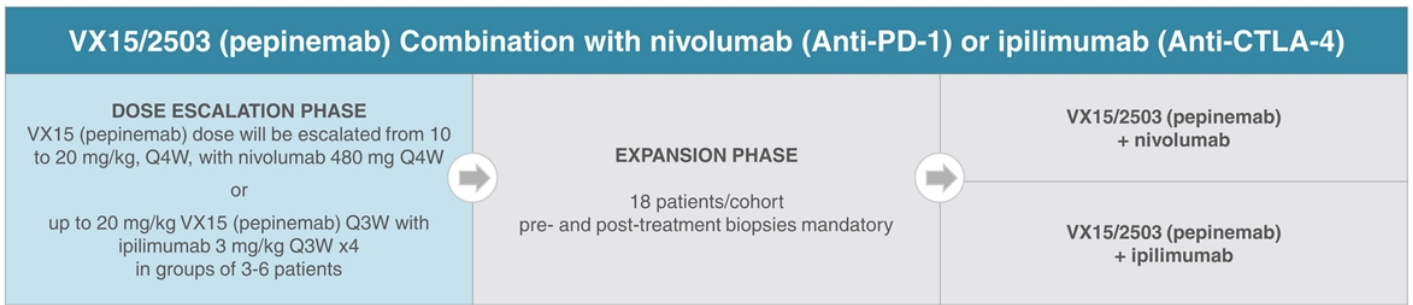 VX15/2503 (pepinemab) Combination with nivolumab (Anti-PD-1) or ipilimumab (Anti-CTLA-4)
DOSE ESCALATION PHASE
VX15 (pepinemab) dose will be escalated from 10
to 20 mg/kg, Q4W, with nivolumab 480 mg Q4W
or
up to 20 mg/kg VX15 (pepinemab) Q3W with
ipilimumab 3 mg/kg Q3W x4
in groups of 3-6 patients
EXPANSION PHASE
18 patients/cohort
pre- and post-treatment biopsies mandatory
VX15/2503 (pepinemab)
+ nivolumab
VX15/2503 (pepinemab)
+ ipilimumab